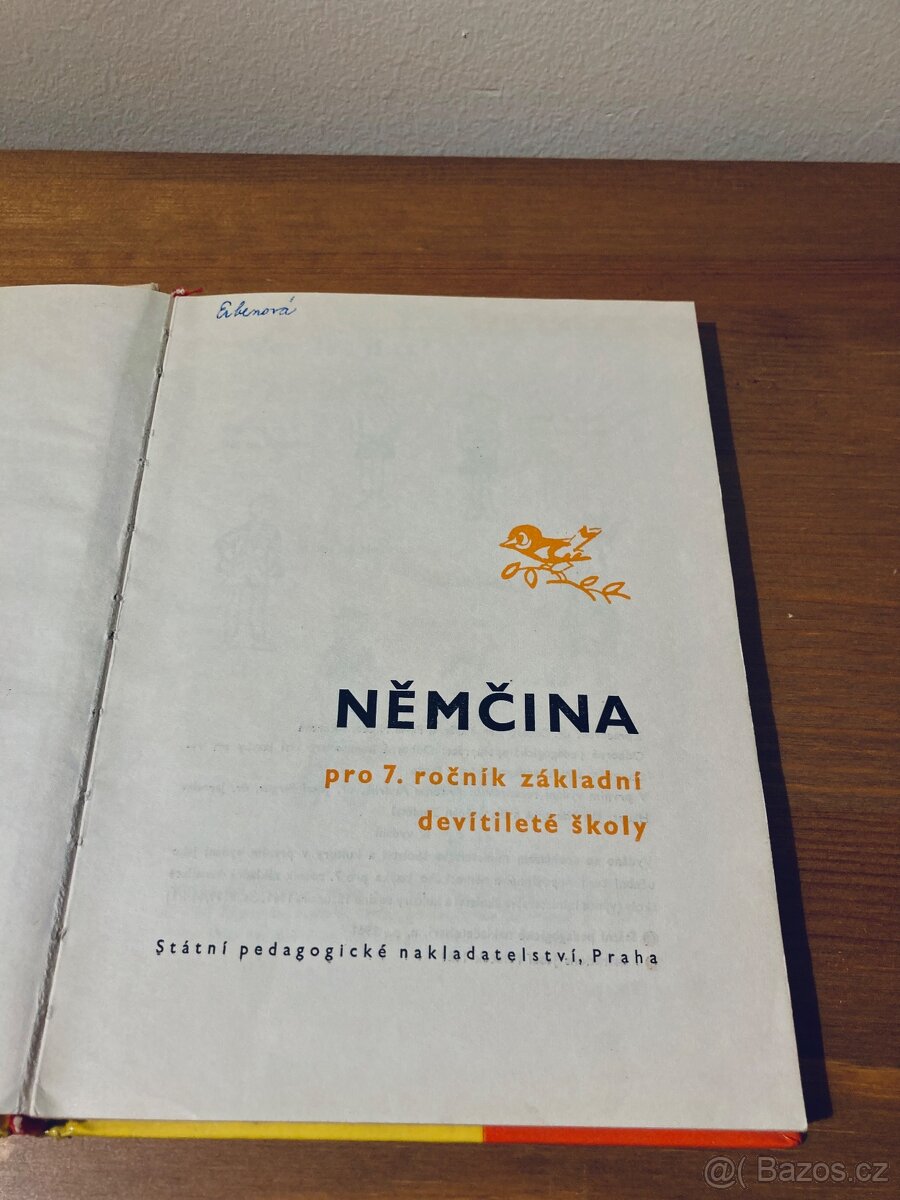 Erbenová
NĚMČINA
pro 7. ročník základní
devítileté školy
Státní pedagogické nakladatelství, Praha
@( Bazos.cz